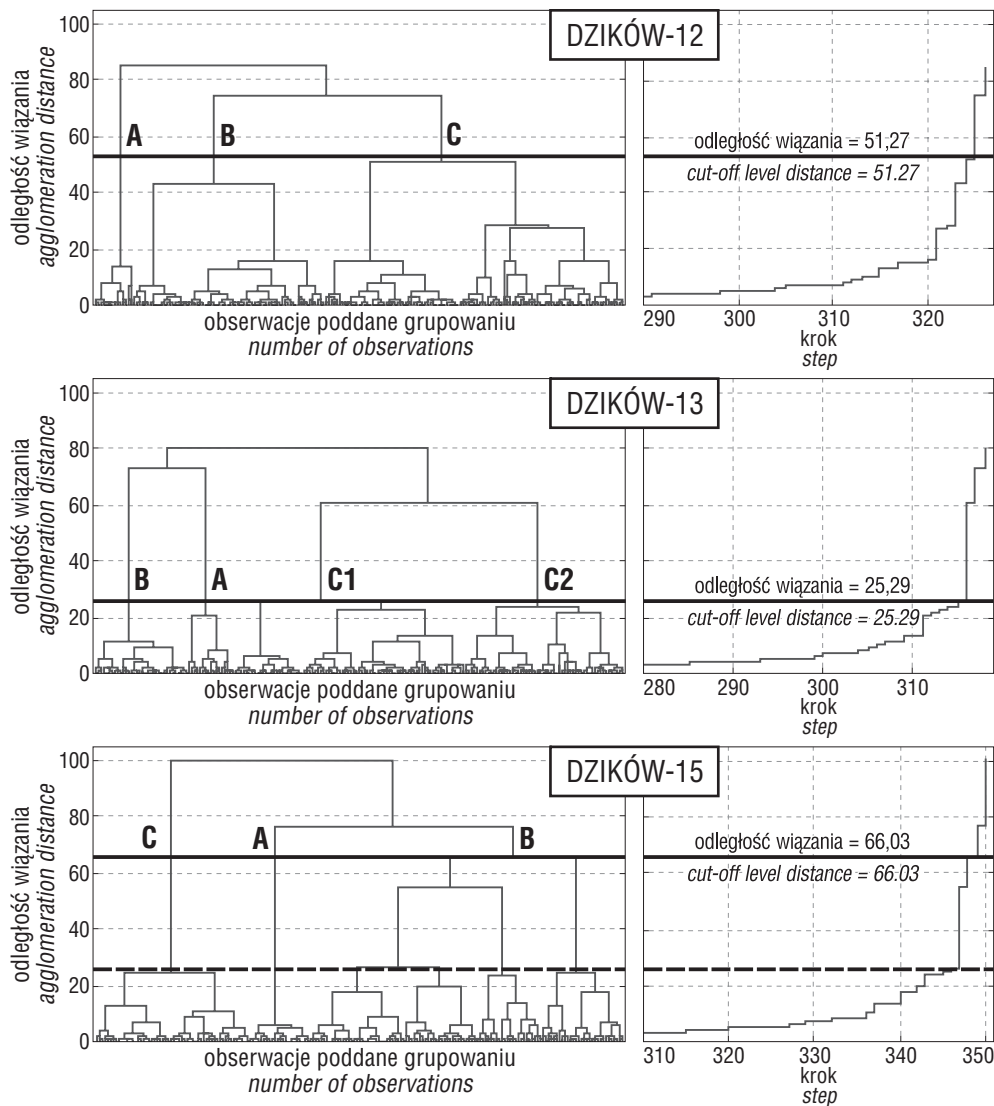 DZIKÓW-12
odległość wiązania
agglomeration distance
100
80
60
40
20
0
A
B
C
odległość wiązania = 51,27
cut-off level distance = 51.27
obserwacje poddane grupowaniu
number of observations
290
300
310
320
krok
step
DZIKÓW-13
odległość wiązania
agglomeration distance
100
80
60
40
20
0
B
A
C1
C2
odległość wiązania = 25,29
cut-off level distance = 25.29
obserwacje poddane grupowaniu
number of observations
280
290
300
310
krok
step
DZIKÓW-15
odległość wiązania
agglomeration distance
100
80
60
40
20
0
C
A
B
odległość wiązania = 66,03
cut-off level distance = 66.03
obserwacje poddane grupowaniu
number of observations
310
320
330
340
350
krok
step